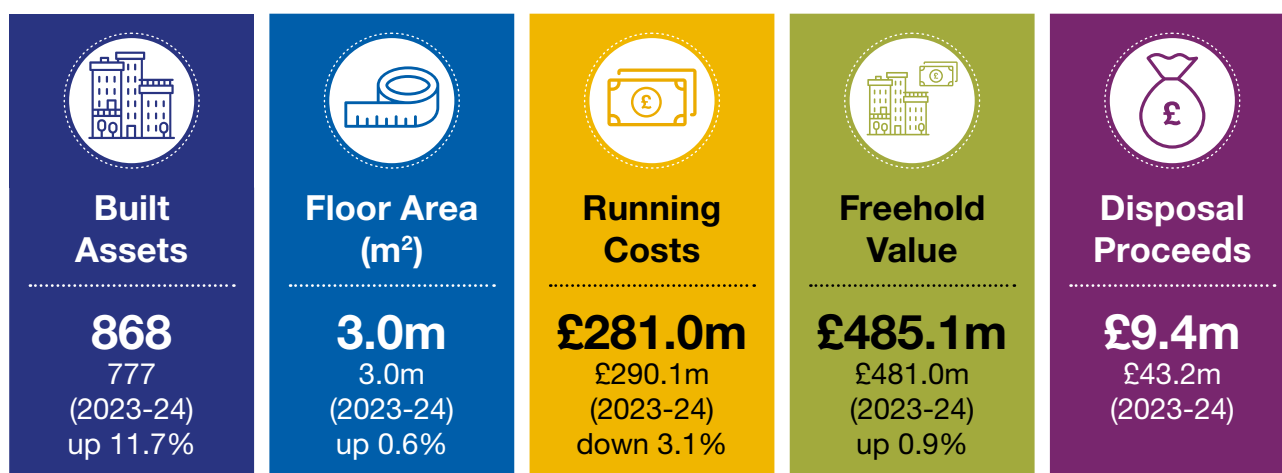 Built
Assets
868
777
(2023-24)
up 11.7%
Floor Area
(m²)
3.0m
3.0m
(2023-24)
up 0.6%
£
Running
Costs
£281.0m
£290.1m
(2023-24)
down 3.1%
£
Freehold
Value
£485.1m
£481.0m
(2023-24)
up 0.9%
£
Disposal
Proceeds
£9.4m
£43.2m
(2023-24)